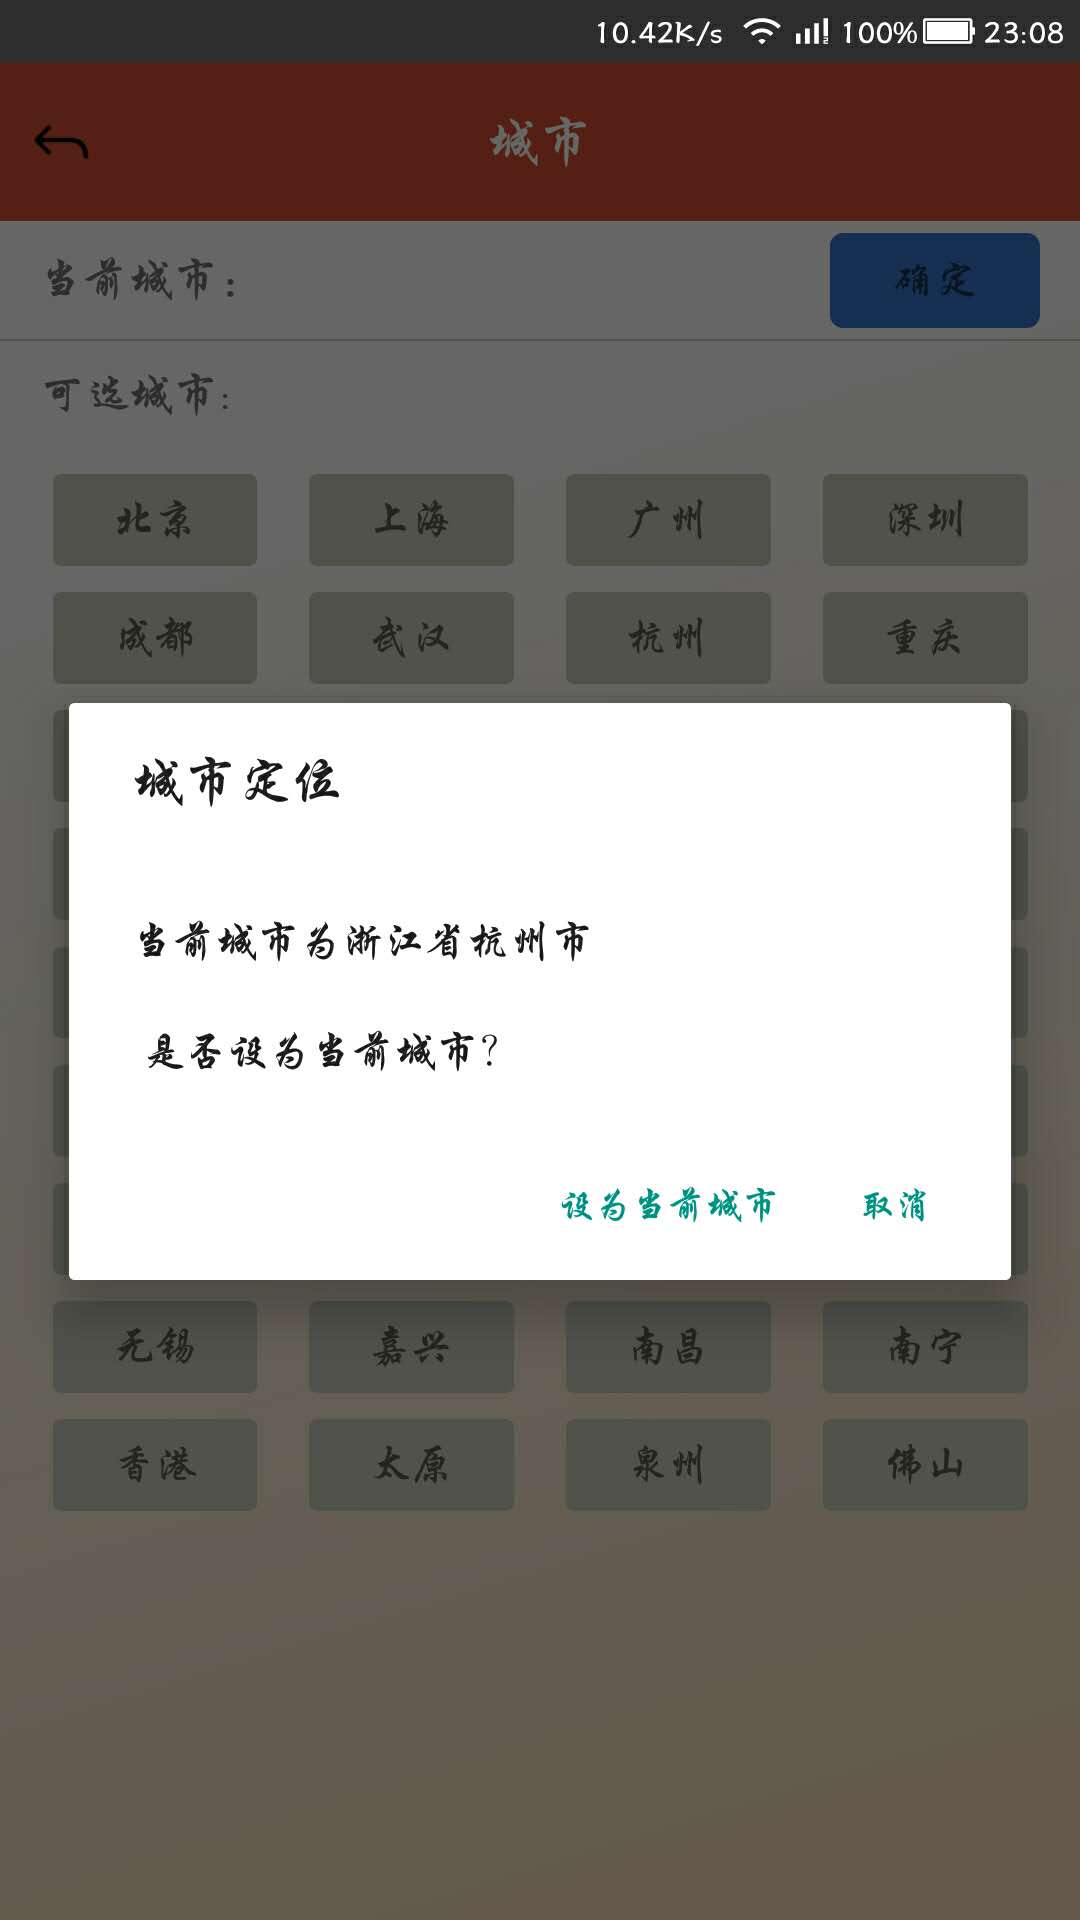 10.42K/s 100% 23:08
城市
当前城市：
确定
可选城市:
北京 上海 广州 深圳
成都 武汉 杭州 重庆
城市定位
当前城市为浙江省杭州市
是否设为当前城市？
设为当前城市 取消
无锡 嘉兴 南昌 南宁
香港 太原 泉州 佛山